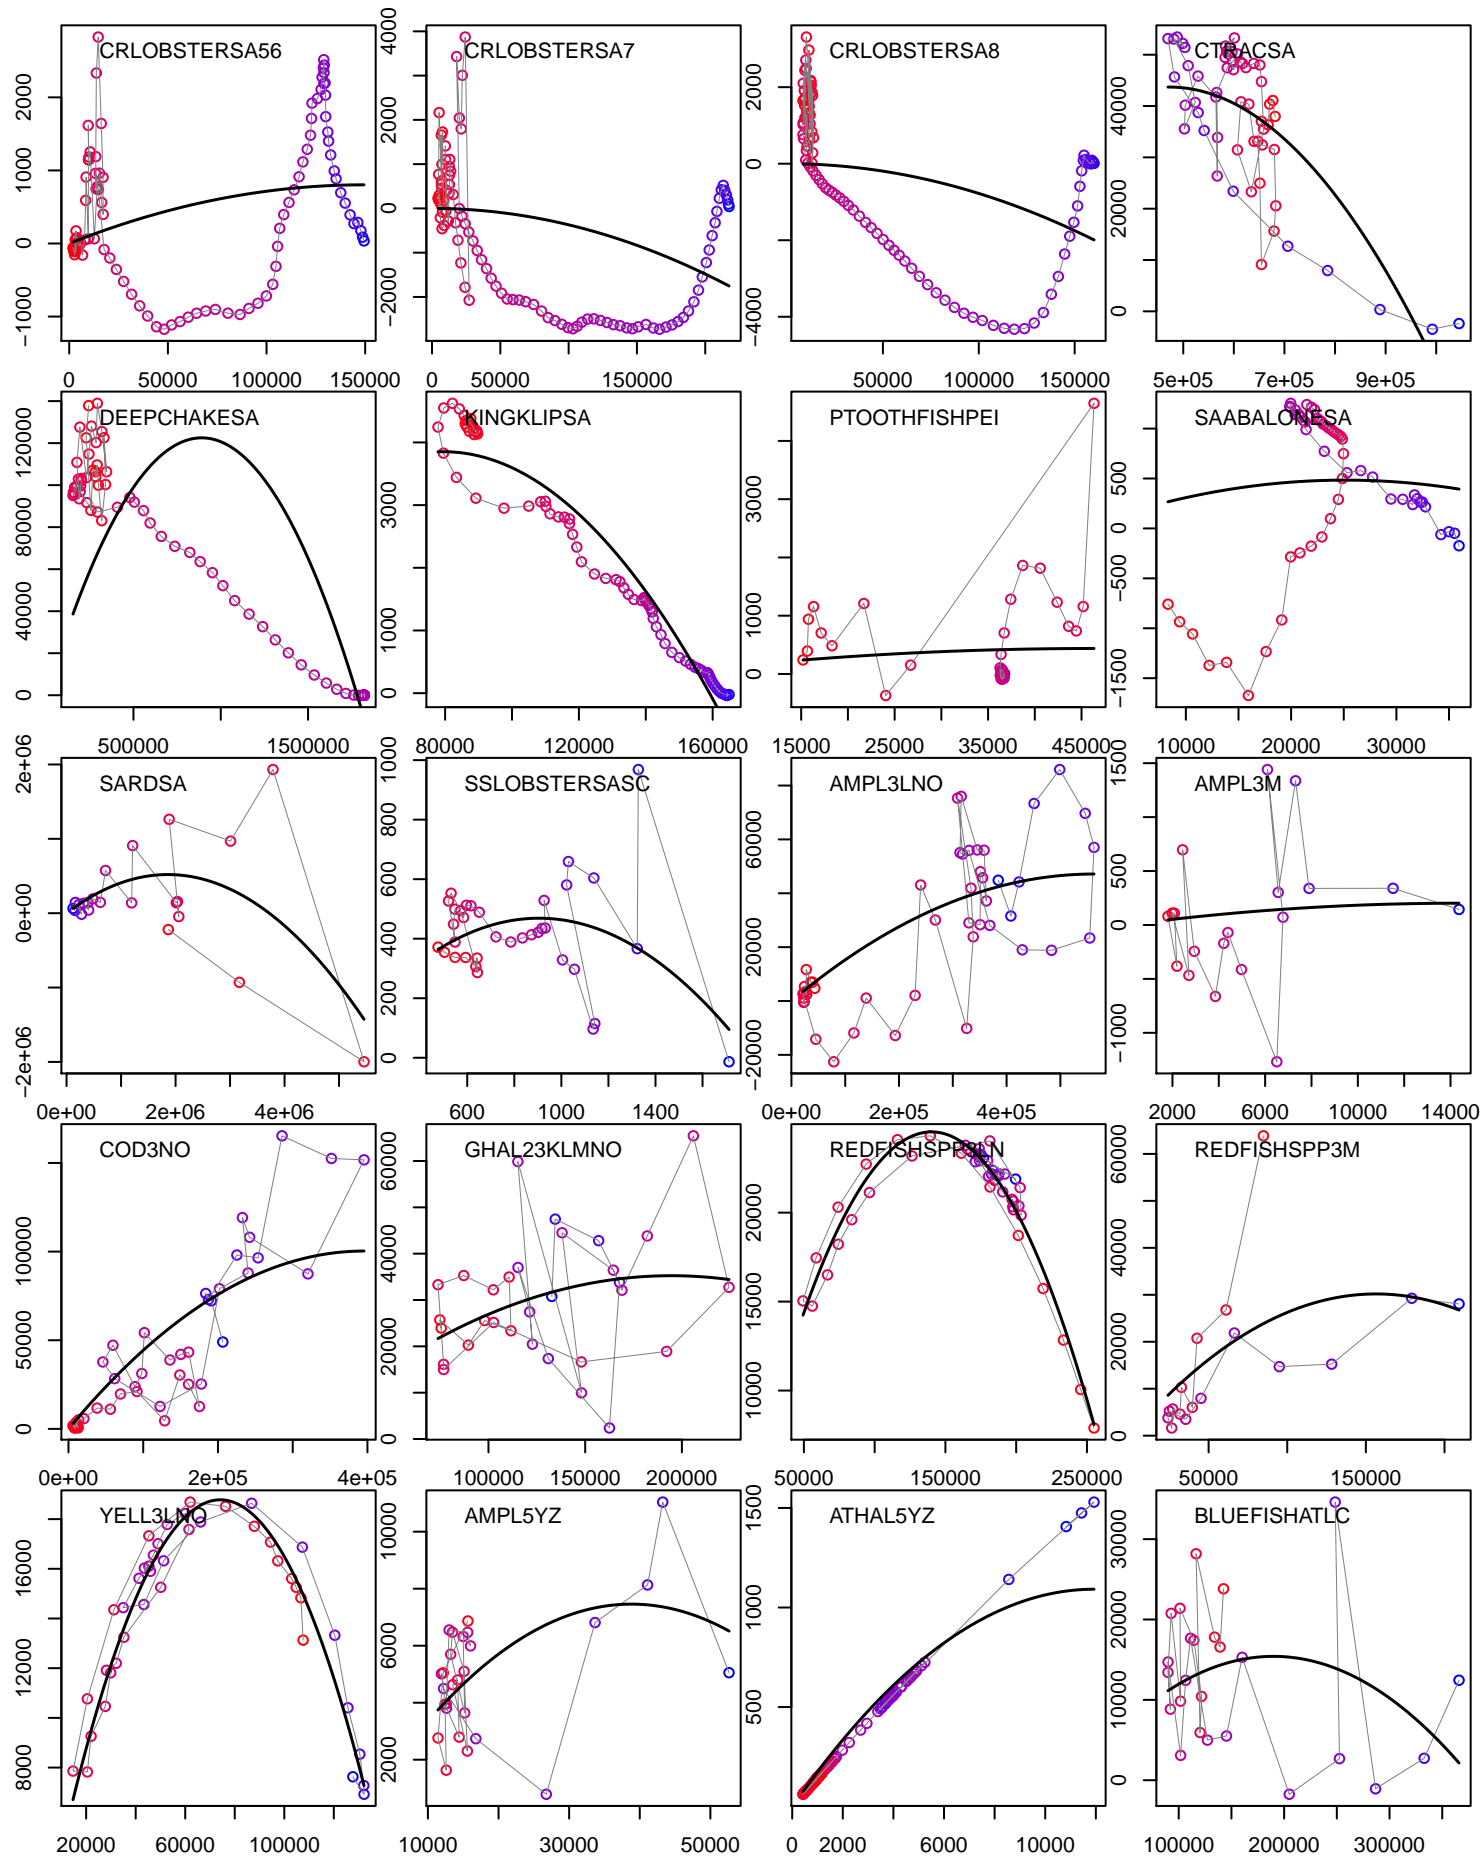 CRLOBSTERSA56 CRLOBSTERSA7 CRLOBSTERSA8 CTRACSA
−1000 0 1000 2000
−2000 0 2000 4000
−4000 0 2000
0 20000 40000
0 50000 100000 150000
0 50000 150000
50000 100000 150000
5e+05 7e+05 9e+05
DEEPCHAKESA KINGKLIPSA PTOOTHFISHPEI SAABALONESA
0 40000 80000 120000
0 1000 3000
0 1000 3000
−1500 −500 0 500
500000 1500000
80000 120000 160000
15000 25000 35000 45000
10000 20000 30000
SARDSA SSLOBSTERSASC AMPL3LNO AMPL3M
−2e+06 0e+00 2e+06
0 200 400 600 800 1000
−20000 20000 60000
−1000 0 500 1500
0e+00 2e+06 4e+06
600 1000 1400
0e+00 2e+05 4e+05
2000 6000 10000 14000
COD3NO GHAL23KLMNO REDFISHSPP3LN REDFISHSPP3M
0 50000 100000
0 20000 40000 60000
10000 15000 20000
0 20000 40000 60000
0e+00 2e+05 4e+05
100000 150000 200000
50000 150000 250000
50000 150000
YELL3LNO AMPL5YZ ATHAL5YZ BLUEFISHATLC
8000 12000 16000
2000 6000 10000
500 1000 1500
0 10000 20000 30000
20000 60000 100000
10000 30000 50000
0 4000 10000
100000 200000 300000